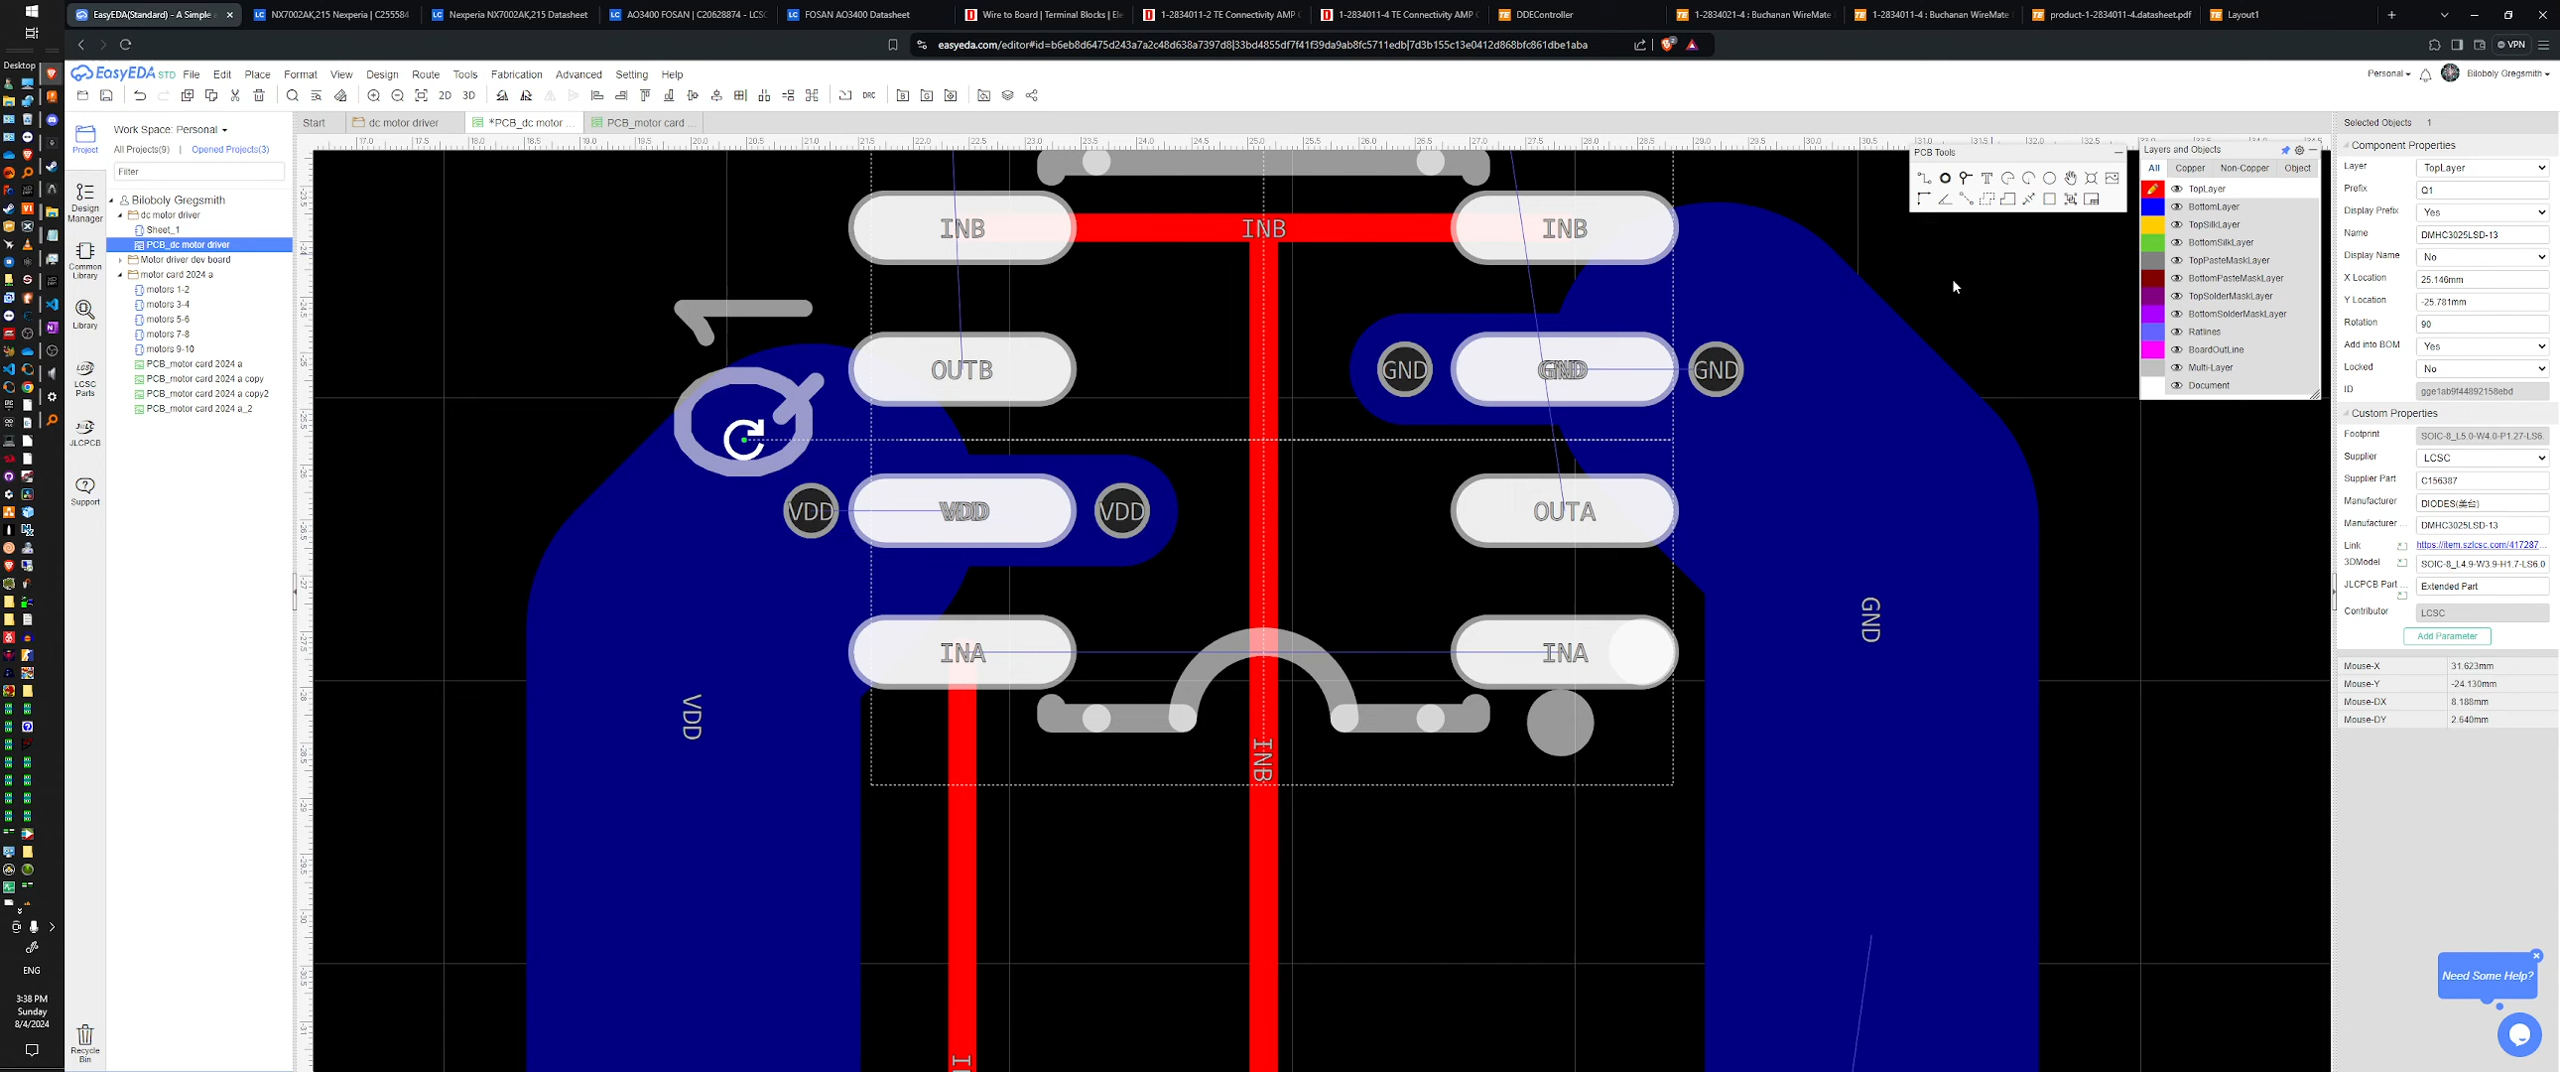 EasyEDA(Standard) - A Simple a
NX7002AK,215 Nexperia | C255584
Nexperia NX7002AK,215 Datasheet
AO3400 FOSAN | C20628874 - LCSC
FOSAN AO3400 Datasheet
Wire to Board | Terminal Blocks | Ele
1-2834011-2 TE Connectivity AMP C
1-2834011-4 TE Connectivity AMP C
DDEController
1-2834021-4 : Buchanan WireMate
1-2834011-4 : Buchanan WireMate
product-1-2834011-4.datasheet.pdf
Layout1
easyeda.com/editor#id=b6eb8d6475d243a7a2c48d638a7397d8|33bd4855df7f41f39da9ab8fc5711edb|7d3b155c13e0412d868bfc861dbe1aba
VPN
Desktop
EasyEDA STD
File Edit Place Format View Design Route Tools Fabrication Advanced Setting Help
Personal
Biloboly Gregsmith
2D 3D
DRC
Work Space: Personal
All Projects(9) Opened Projects(3)
Filter
Start
dc motor driver
*PCB_dc motor ...
PCB_motor card ...
Project
Design Manager
Common Library
Library
LCSC Parts
JLCPCB
Support
Recycle Bin
Biloboly Gregsmith
dc motor driver
Sheet_1
PCB_dc motor driver
Motor driver dev board
motor card 2024 a
motors 1-2
motors 3-4
motors 5-6
motors 7-8
motors 9-10
PCB_motor card 2024 a
PCB_motor card 2024 a copy
PCB_motor card 2024 a copy2
PCB_motor card 2024 a_2
INB
INB
INB
OUTB
GND
GND
GND
Q1
VDD
VDD
VDD
OUTA
INA
INA
VDD
GND
INB
PCB Tools
Layers and Objects
All Copper Non-Copper Object
TopLayer
BottomLayer
TopSilkLayer
BottomSilkLayer
TopPasteMaskLayer
BottomPasteMaskLayer
TopSolderMaskLayer
BottomSolderMaskLayer
Ratlines
BoardOutLine
Multi-Layer
Document
Selected Objects 1
Component Properties
Layer TopLayer
Prefix Q1
Display Prefix Yes
Name DMHC3025LSD-13
Display Name No
X Location 25.146mm
Y Location -25.781mm
Rotation 90
Add into BOM Yes
Locked No
ID gge1ab9f44892158ebd
Custom Properties
Footprint SOIC-8_L5.0-W4.0-P1.27-LS6.
Supplier LCSC
Supplier Part C156387
Manufacturer DIODES(美台)
Manufacturer ... DMHC3025LSD-13
Link https://item.szlcsc.com/417287...
3DModel SOIC-8_L4.9-W3.9-H1.7-LS6.0
JLCPCB Part ... Extended Part
Contributor LCSC
Add Parameter
Mouse-X 31.623mm
Mouse-Y -24.130mm
Mouse-DX 8.188mm
Mouse-DY 2.640mm
Need Some Help?
ENG
3:38 PM
Sunday
8/4/2024